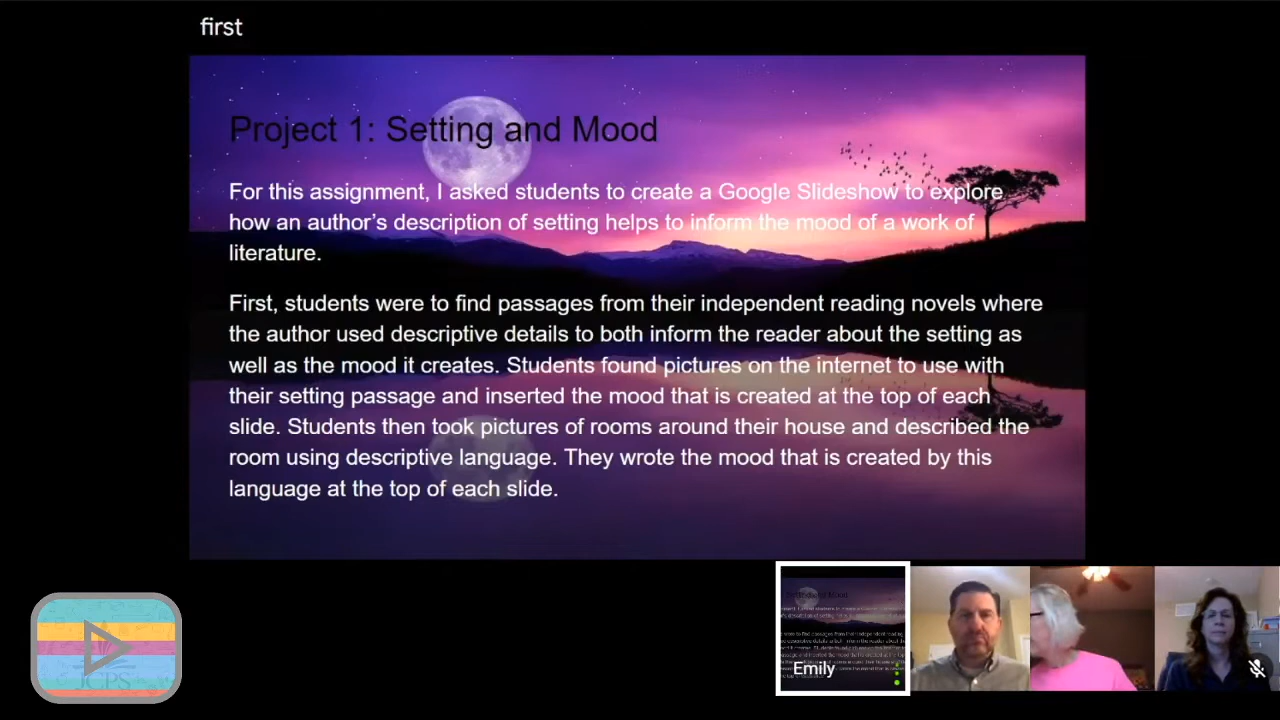 first
Project 1: Setting and Mood
For this assignment, I asked students to create a Google Slideshow to explore
how an author’s description of setting helps to inform the mood of a work of
literature.
First, students were to find passages from their independent reading novels where
the author used descriptive details to both inform the reader about the setting as
well as the mood it creates. Students found pictures on the internet to use with
their setting passage and inserted the mood that is created at the top of each
slide. Students then took pictures of rooms around their house and described the
room using descriptive language. They wrote the mood that is created by this
language at the top of each slide.
Emily
JCPS